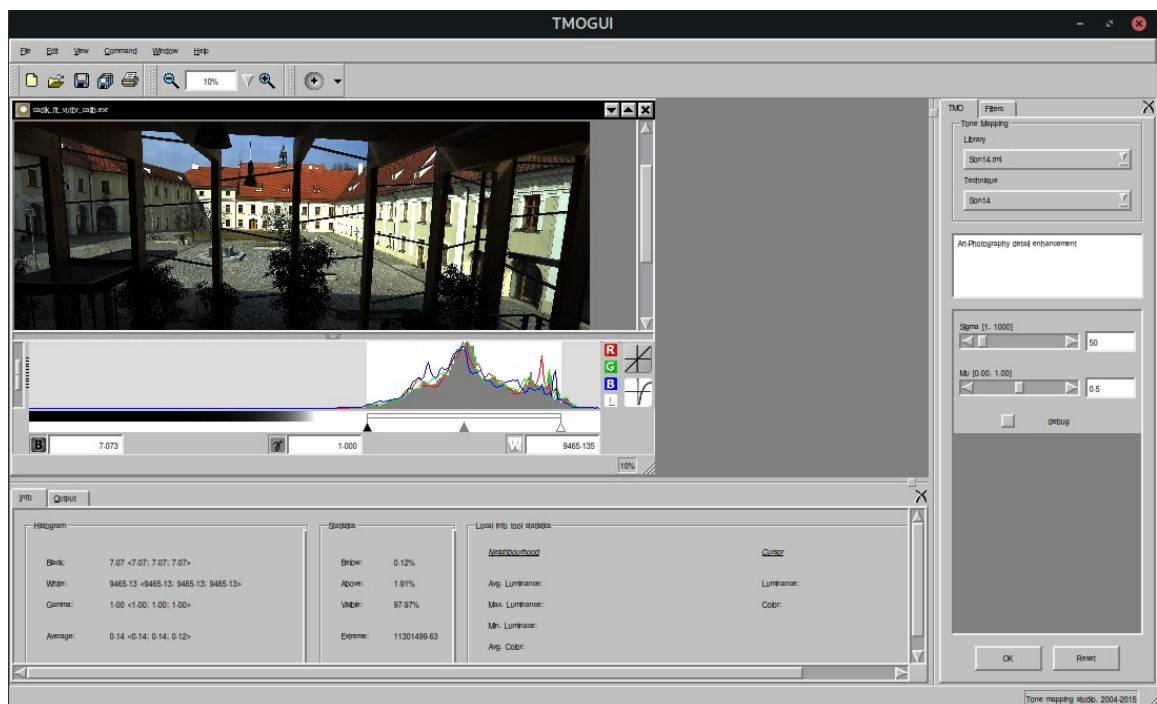 TMOGUI
File Edit View Command Window Help
10%
cadik_fit_vutbr_calib.exr
TMO Filters
Tone Mapping
Library
Son14.tml
Technique
Son14
Art-Photography detail enhancement
Sigma [1. 1000]
50
Mu [0.00. 1.00]
0.5
debug
R
G
B
L
B 7.073 γ 1.000 W 9465.135
10%
Info Output
Histogram
Black: 7.07 <7.07; 7.07; 7.07>
White: 9465.13 <9465.13; 9465.13; 9465.13>
Gamma: 1.00 <1.00; 1.00; 1.00>
Average: 0.14 <0.14; 0.14; 0.12>
Statistics
Below: 0.12%
Above: 1.91%
Visible: 97.97%
Extreme: 11301499.63
Local info tool statistics
Neighbourhood Cursor
Avg. Luminance: Luminance:
Max. Luminance: Color:
Min. Luminace:
Avg. Color:
OK Reset
Tone mapping studio. 2004-2015